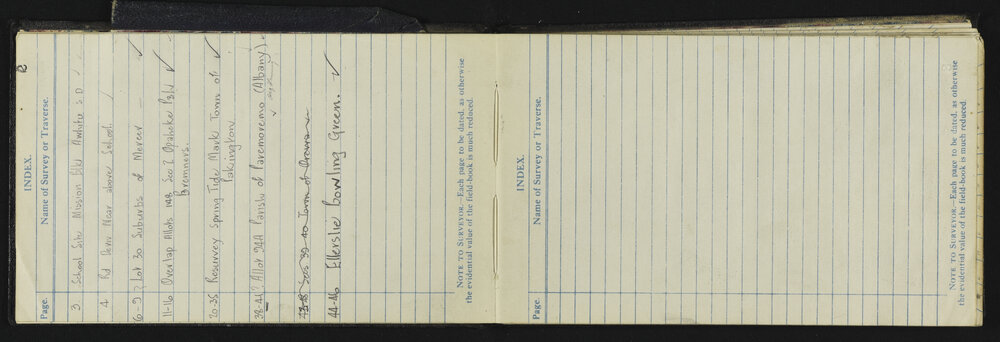 INDEX.
Page. Name of Survey or Traverse.
3 School Site Mission Blk Awhitu S.D ✓ ✓
4 Rd Devn Near above School. /
6-9 ? Lot 30 Suburbs of Mercer — ✓
11-16 Overlap Allots Sec 2 Opaheke Psh ✓
Bremners.
20-35 Resurvey Spring Tide Mark Town of ✓
Pakington.
38-41? Allot 94A Parish of Paremoremo (Albany) ✓
Town of
44-46 Ellerslie Bowling Green. ✓
NOTE TO SURVEYOR.—Each page to be dated, as otherwise
the evidential value of the field-book is much reduced.
INDEX.
Page. Name of Survey or Traverse.
NOTE TO SURVEYOR.—Each page to be dated, as otherwise
the evidential value of the field-book is much reduced.